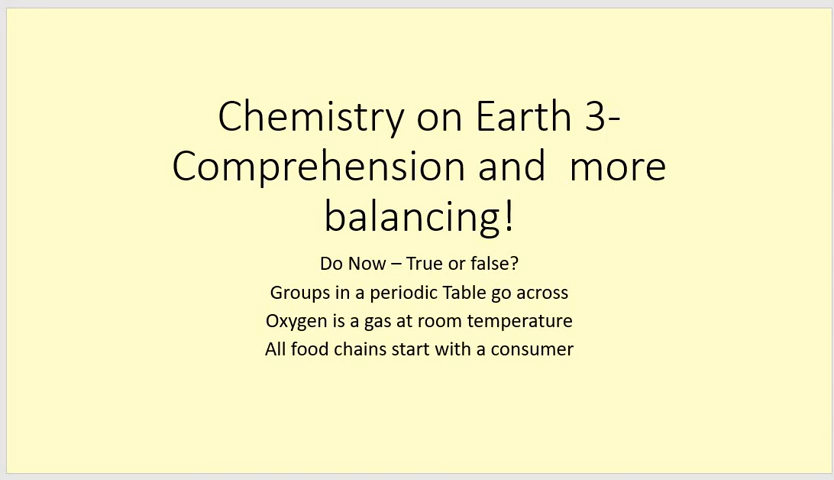 Chemistry on Earth 3-
Comprehension and  more
balancing!
Do Now – True or false?
Groups in a periodic Table go across
Oxygen is a gas at room temperature
All food chains start with a consumer